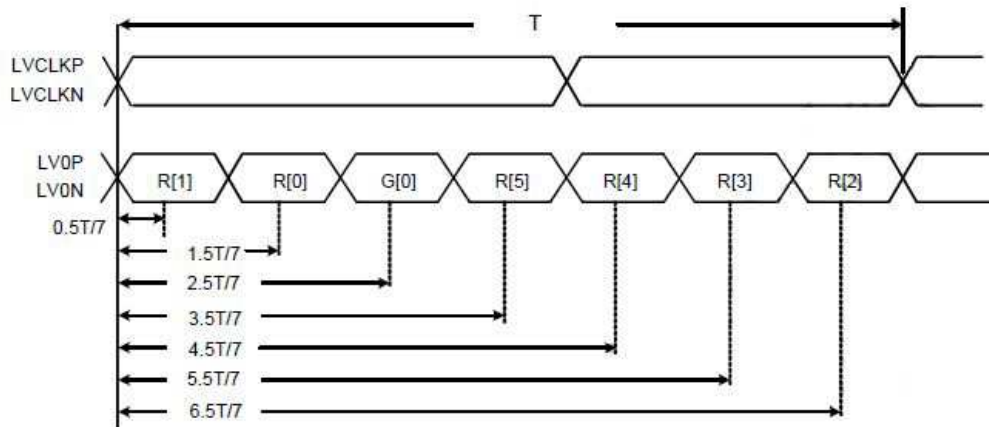 T
LVCLKP
LVCLKN
LV0P
LV0N
R[1] R[0] G[0] R[5] R[4] R[3] R[2]
0.5T/7
1.5T/7
2.5T/7
3.5T/7
4.5T/7
5.5T/7
6.5T/7